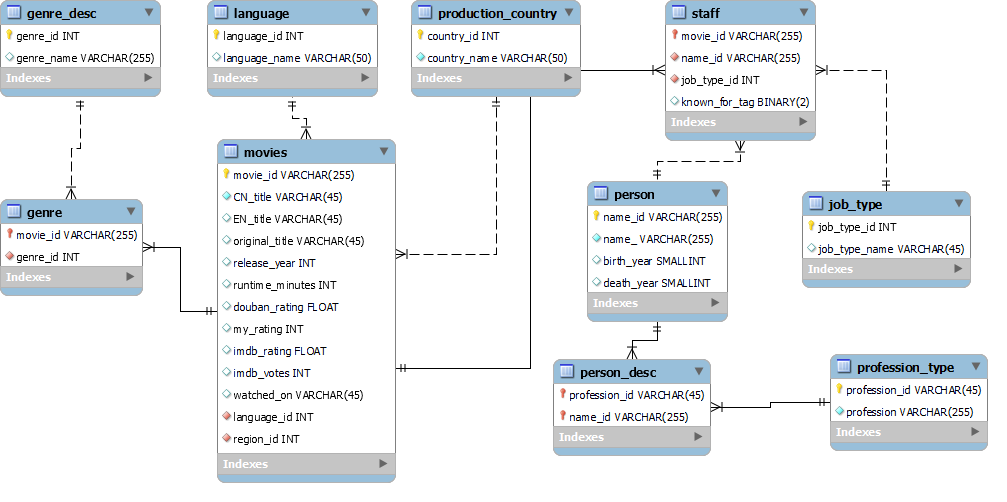 genre_desc
genre_id INT
genre_name VARCHAR(255)
Indexes
language
language_id INT
language_name VARCHAR(50)
Indexes
production_country
country_id INT
country_name VARCHAR(50)
Indexes
staff
movie_id VARCHAR(255)
name_id VARCHAR(255)
job_type_id INT
known_for_tag BINARY(2)
Indexes
movies
movie_id VARCHAR(255)
CN_title VARCHAR(45)
EN_title VARCHAR(45)
original_title VARCHAR(45)
release_year INT
runtime_minutes INT
douban_rating FLOAT
my_rating INT
imdb_rating FLOAT
imdb_votes INT
watched_on VARCHAR(45)
language_id INT
region_id INT
Indexes
genre
movie_id VARCHAR(255)
genre_id INT
Indexes
person
name_id VARCHAR(255)
name_ VARCHAR(255)
birth_year SMALLINT
death_year SMALLINT
Indexes
job_type
job_type_id INT
job_type_name VARCHAR(45)
Indexes
person_desc
profession_id VARCHAR(45)
name_id VARCHAR(255)
Indexes
profession_type
profession_id VARCHAR(45)
profession VARCHAR(255)
Indexes